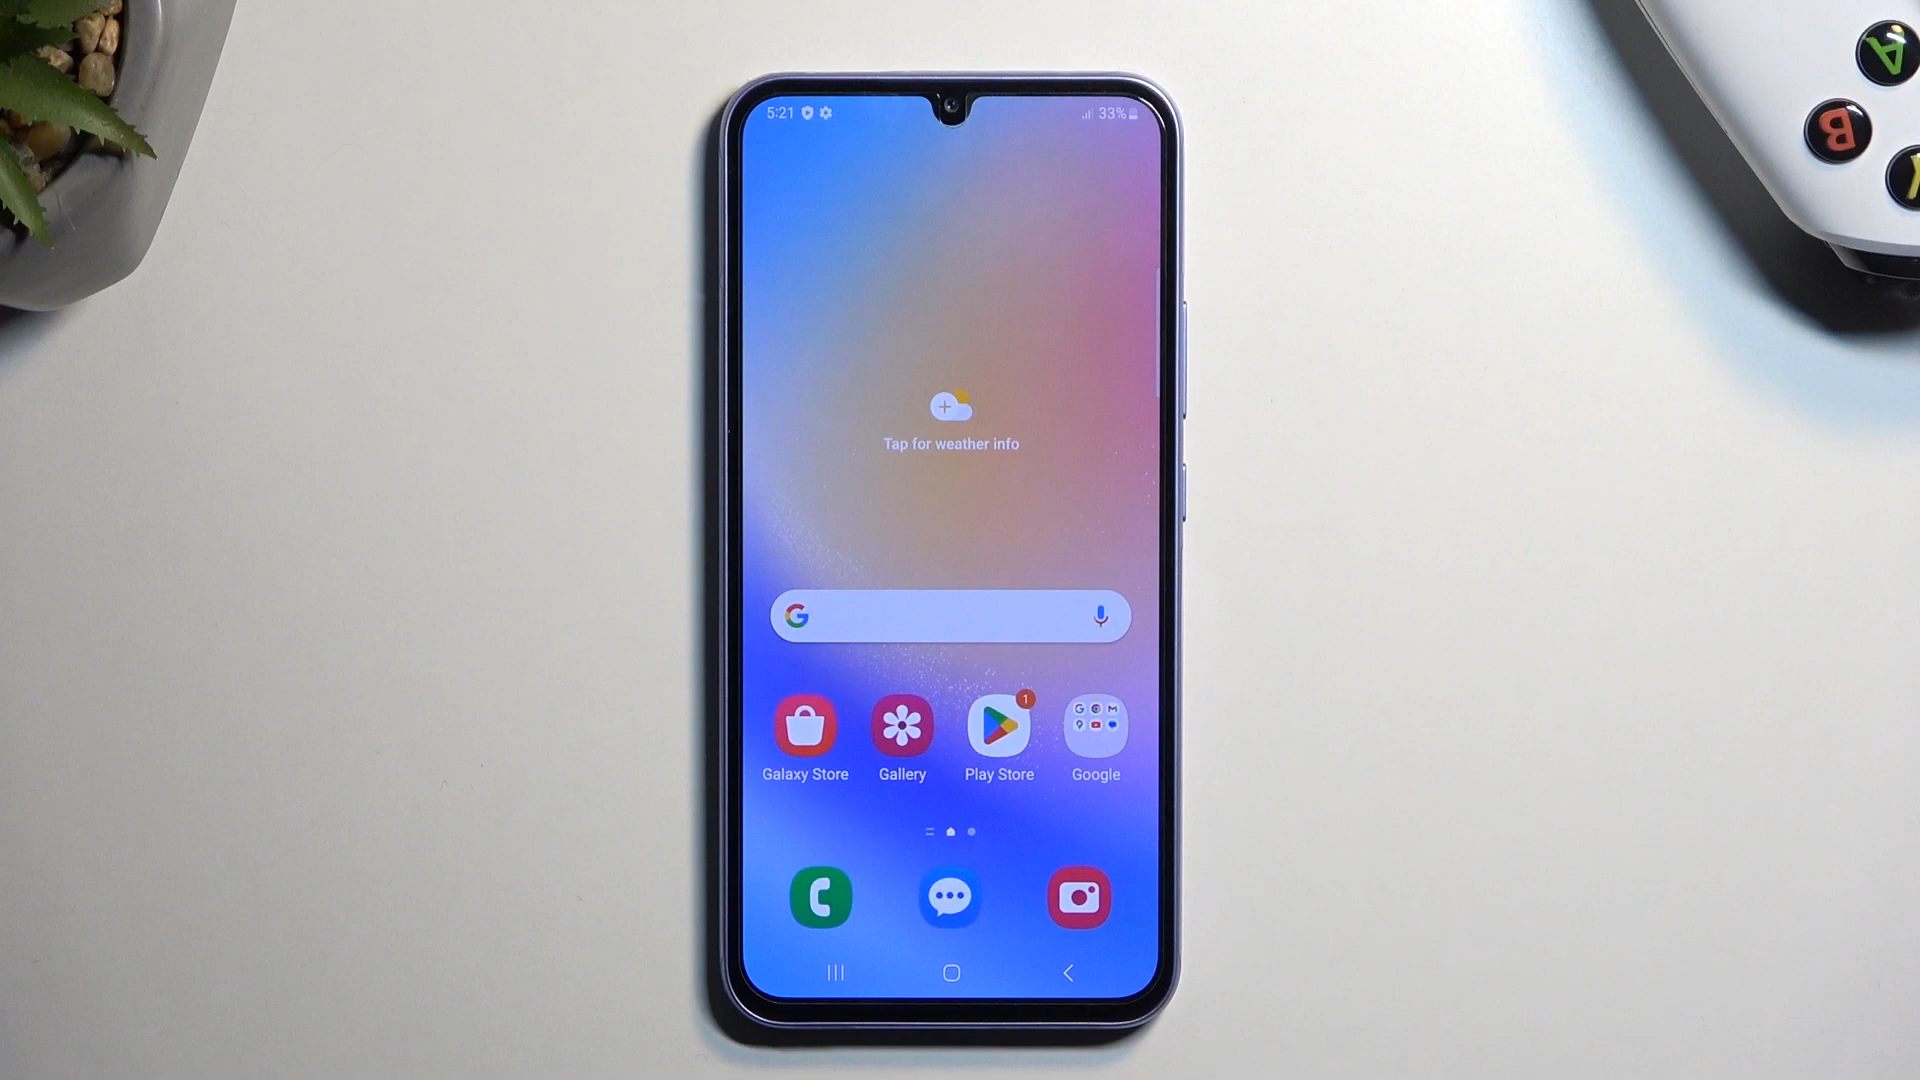 5:21 33%
Tap for weather info
G
1
Galaxy Store Gallery Play Store Google
A
B
Y